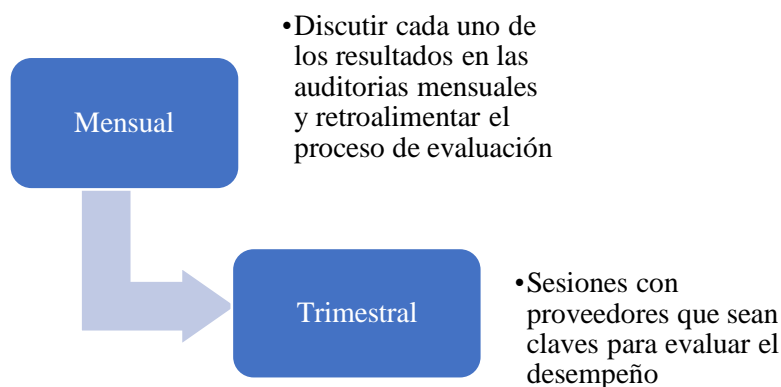 Mensual
•Discutir cada uno de
los resultados en las
auditorias mensuales
y retroalimentar el
proceso de evaluación
Trimestral
•Sesiones con
proveedores que sean
claves para evaluar el
desempeño